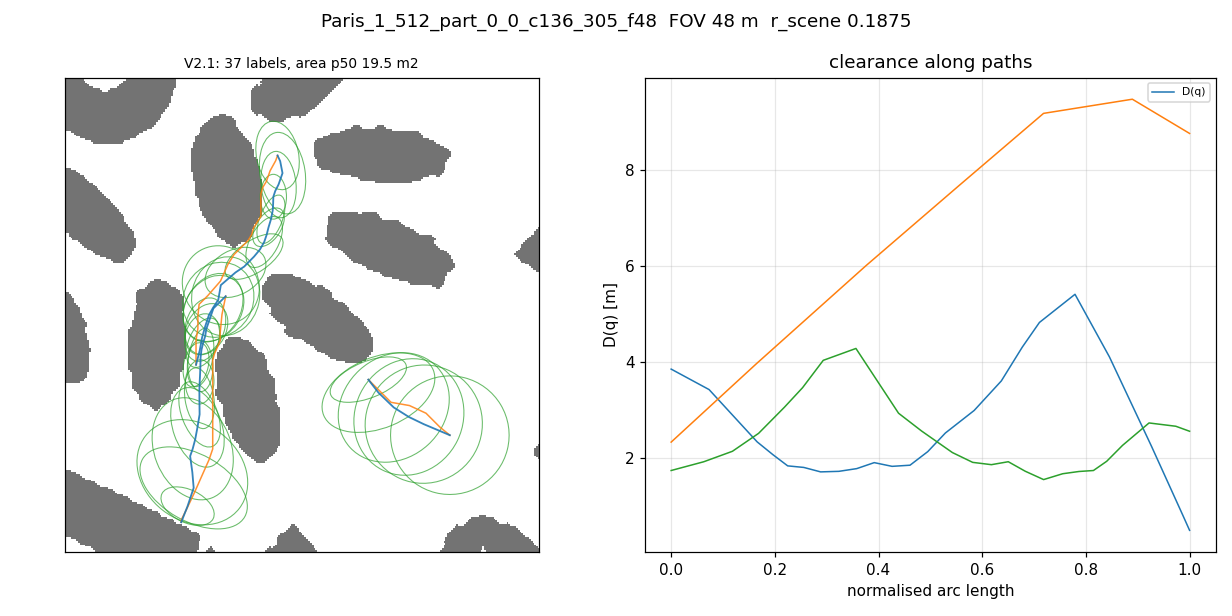 Paris_1_512_part_0_0_c136_305_f48  FOV 48 m  r_scene 0.1875
V2.1: 37 labels, area p50 19.5 m2
clearance along paths
D(q)
D(q) [m]
8
6
4
2
0.0 0.2 0.4 0.6 0.8 1.0
normalised arc length